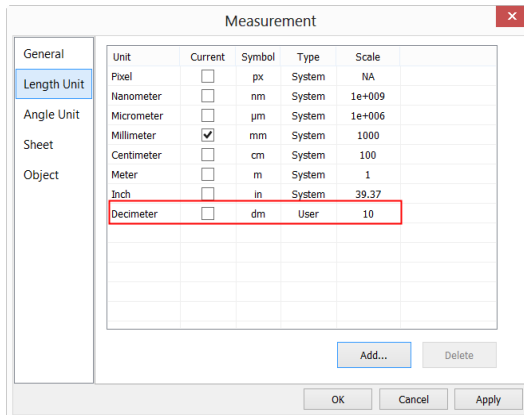 Measurement
General
Length Unit
Angle Unit
Sheet
Object
Unit Current Symbol Type Scale
Pixel px System NA
Nanometer nm System 1e+009
Micrometer µm System 1e+006
Millimeter mm System 1000
Centimeter cm System 100
Meter m System 1
Inch in System 39.37
Decimeter dm User 10
Add... Delete
OK Cancel Apply